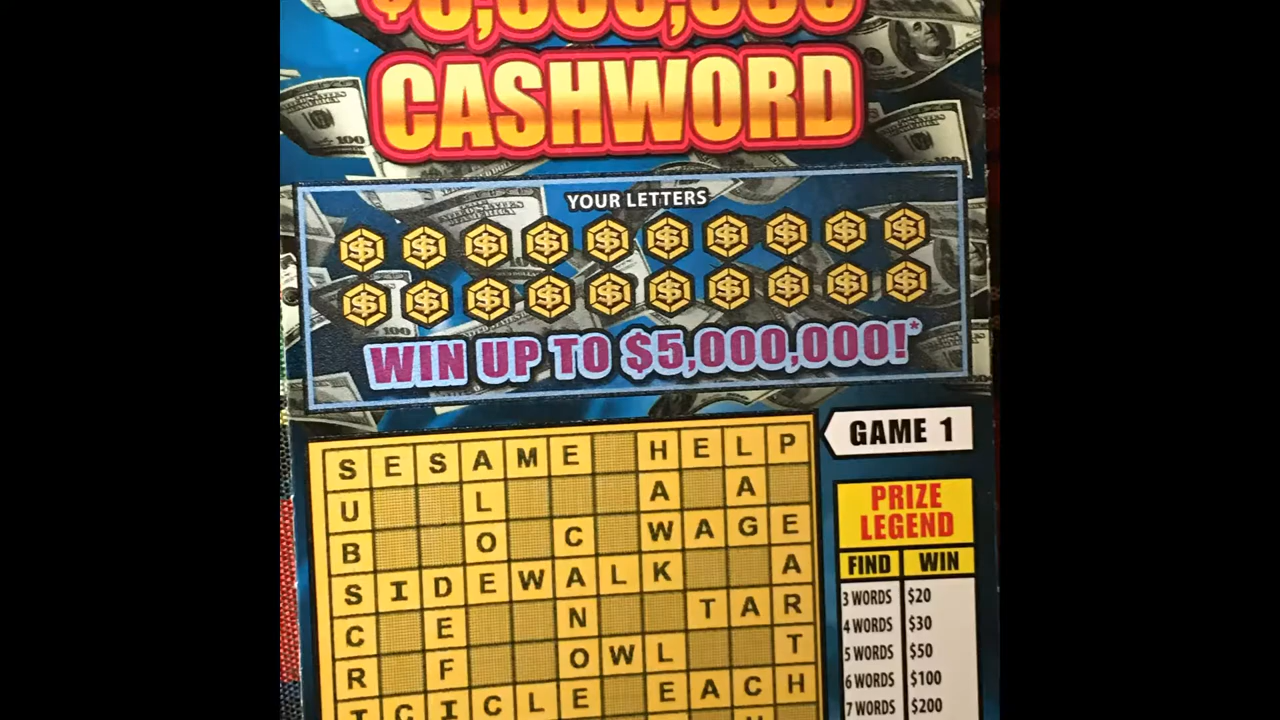 CASHWORD
YOUR LETTERS
$ $ $ $ $ $ $ $ $ $
$ $ $ $ $ $ $ $ $ $
WIN UP TO $5,000,000!*
GAME 1
S E S A M E H E L P
U L A A
B O C W A G E
S I D E W A L K A
C E N T A R
R F O W L T
I C I C L E E A C H
PRIZE
LEGEND
FIND WIN
3 WORDS $20
4 WORDS $30
5 WORDS $50
6 WORDS $100
7 WORDS $200